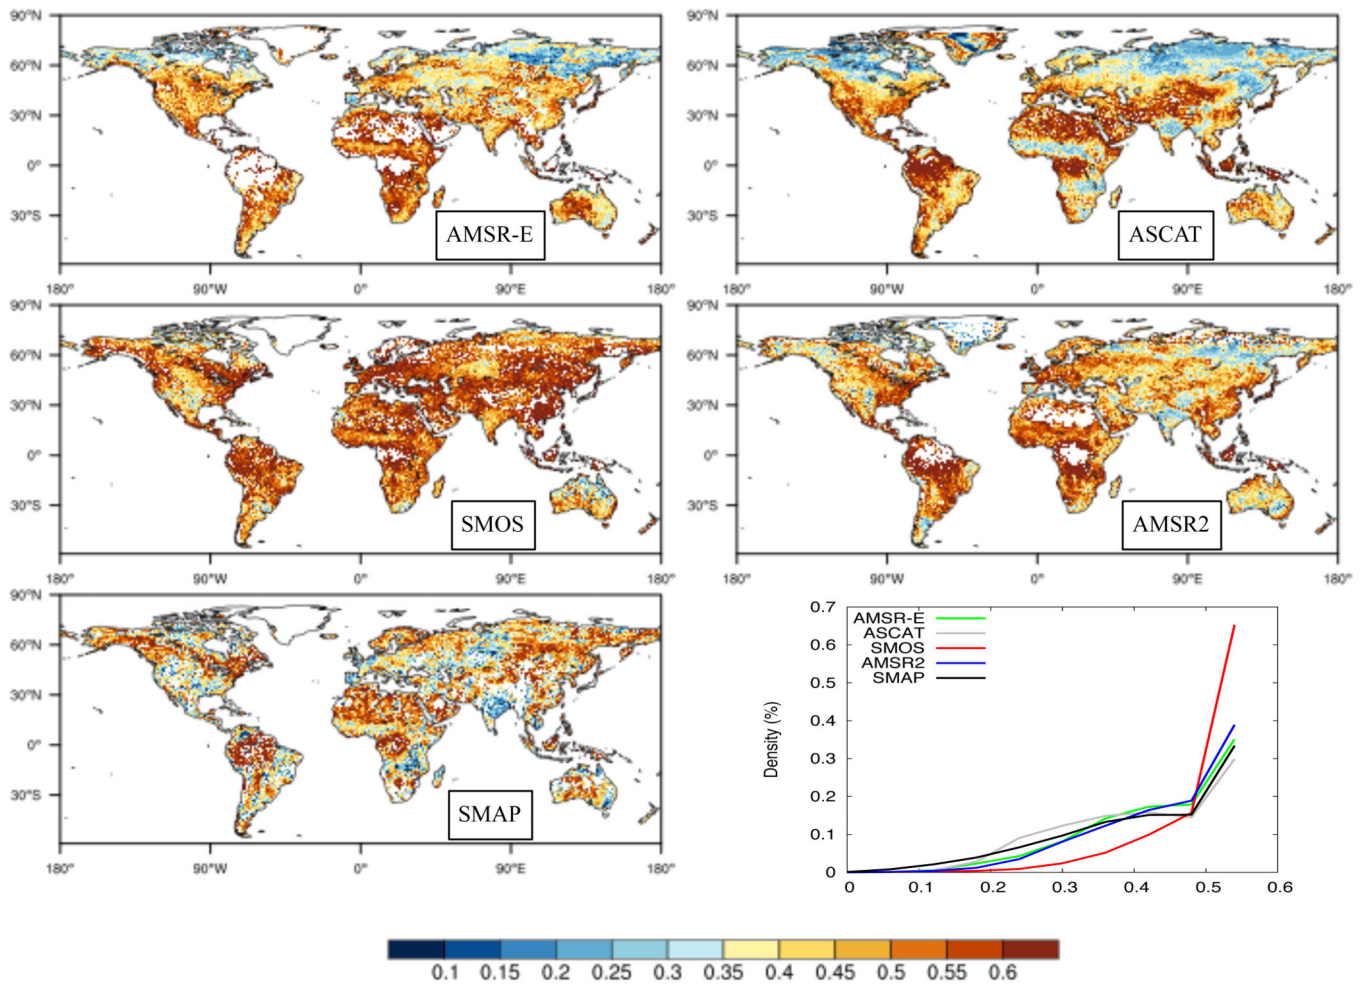 90°N
60°N
30°N
0°
30°S
AMSR-E
180°
90°W
0°
90°E
180°
90°N
60°N
30°N
0°
30°S
ASCAT
180°
90°W
0°
90°E
180°
90°N
60°N
30°N
0°
30°S
SMOS
180°
90°W
0°
90°E
180°
90°N
60°N
30°N
0°
30°S
AMSR2
180°
90°W
0°
90°E
180°
90°N
60°N
30°N
0°
30°S
SMAP
180°
90°W
0°
90°E
180°
0.7
0.6
0.5
0.4
0.3
0.2
0.1
0
Density (%)
AMSR-E
ASCAT
SMOS
AMSR2
SMAP
0 0.1 0.2 0.3 0.4 0.5 0.6
0.1 0.15 0.2 0.25 0.3 0.35 0.4 0.45 0.5 0.55 0.6